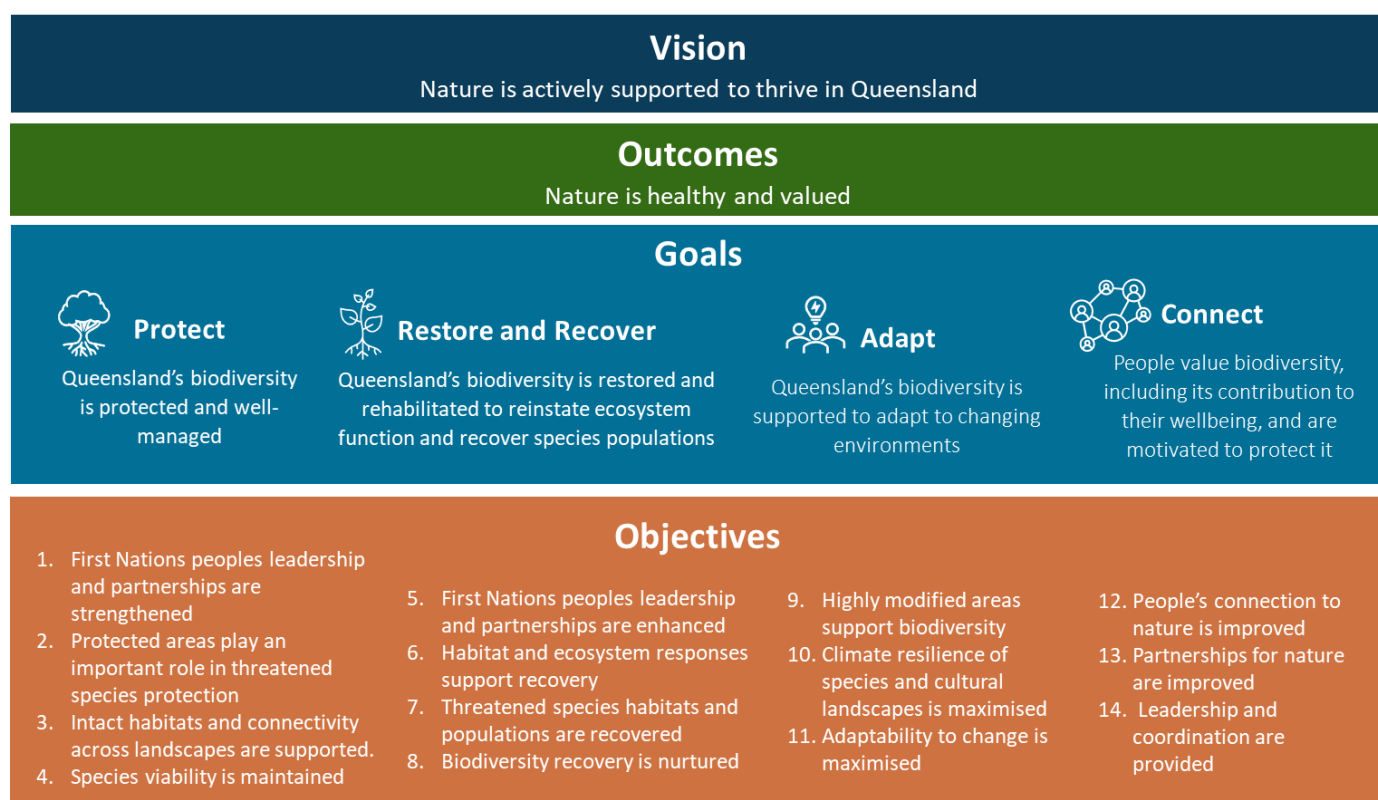 Vision
Nature is actively supported to thrive in Queensland
Outcomes
Nature is healthy and valued
Goals
Protect
Queensland's biodiversity
is protected and well-
managed
Restore and Recover
Queensland's biodiversity is restored and
rehabilitated to reinstate ecosystem
function and recover species populations
Adapt
Queensland's biodiversity is
supported to adapt to changing
environments
Connect
People value biodiversity,
including its contribution to
their wellbeing, and are
motivated to protect it
Objectives
1. First Nations peoples leadership
and partnerships are
strengthened
2. Protected areas play an
important role in threatened
species protection
3. Intact habitats and connectivity
across landscapes are supported.
4. Species viability is maintained
5. First Nations peoples leadership
and partnerships are enhanced
6. Habitat and ecosystem responses
support recovery
7. Threatened species habitats and
populations are recovered
8. Biodiversity recovery is nurtured
9. Highly modified areas
support biodiversity
10. Climate resilience of
species and cultural
landscapes is maximised
11. Adaptability to change is
maximised
12. People's connection to
nature is improved
13. Partnerships for nature
are improved
14. Leadership and
coordination are
provided